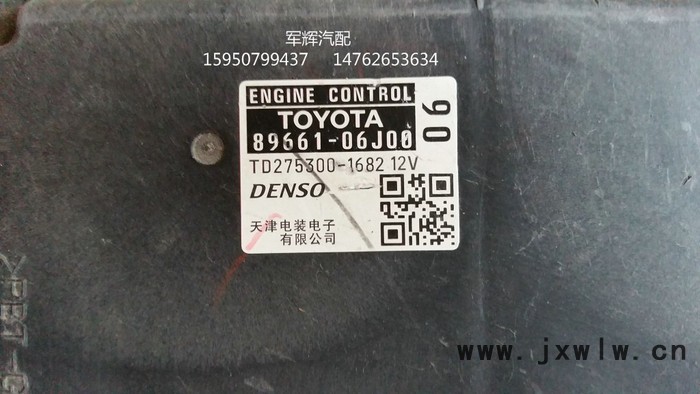 军辉汽配
15950799437 14762653634
ENGINE CONTROL
TOYOTA
89661-06J00
90
TD275300-1682 12V
DENSO
天津电装电子
有限公司
www.jxwlw.cn